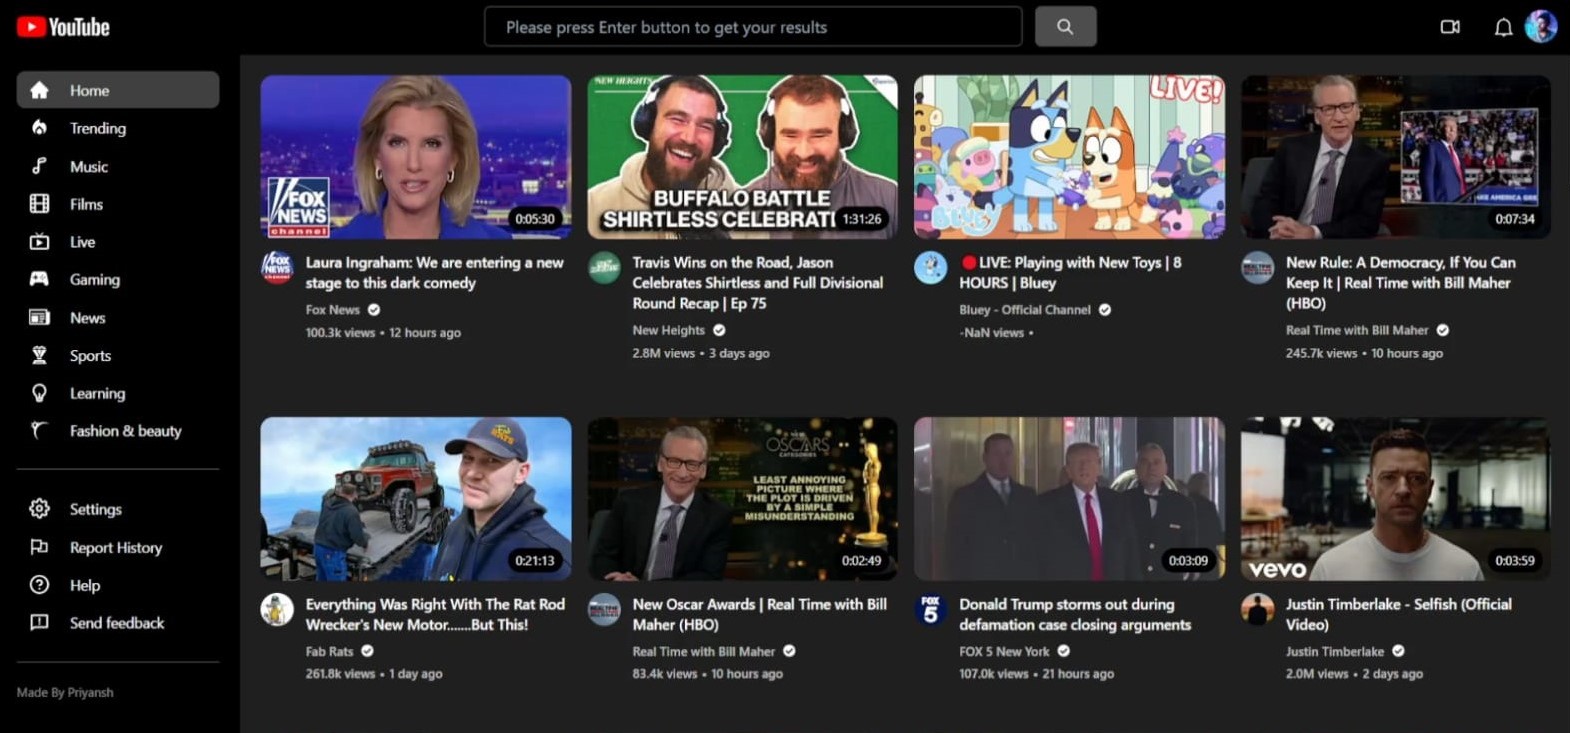 YouTube
Please press Enter button to get your results
Home
Trending
Music
Films
Live
Gaming
News
Sports
Learning
Fashion & beauty
Settings
Report History
Help
Send feedback
Made By Priyansh
FOX
NEWS
channel
0:05:30
Laura Ingraham: We are entering a new
stage to this dark comedy
Fox News
100.3k views • 12 hours ago
NEW HEIGHTS
BUFFALO BATTLE
SHIRTLESS CELEBRATI
1:31:26
Travis Wins on the Road, Jason
Celebrates Shirtless and Full Divisional
Round Recap | Ep 75
New Heights
2.8M views • 3 days ago
LIVE!
BLUEY
LIVE: Playing with New Toys | 8
HOURS | Bluey
Bluey - Official Channel
-NaN views •
0:07:34
New Rule: A Democracy, If You Can
Keep It | Real Time with Bill Maher
(HBO)
Real Time with Bill Maher
245.7k views • 10 hours ago
0:21:13
Everything Was Right With The Rat Rod
Wrecker's New Motor.......But This!
Fab Rats
261.8k views • 1 day ago
OSCARS
CATEGORIES
LEAST ANNOYING
PICTURE WHERE
THE PLOT IS DRIVEN
BY A SIMPLE
MISUNDERSTANDING
0:02:49
New Oscar Awards | Real Time with Bill
Maher (HBO)
Real Time with Bill Maher
83.4k views • 10 hours ago
0:03:09
FOX
5
Donald Trump storms out during
defamation case closing arguments
FOX 5 New York
107.0k views • 21 hours ago
vevo
0:03:59
Justin Timberlake - Selfish (Official
Video)
Justin Timberlake
2.0M views • 2 days ago